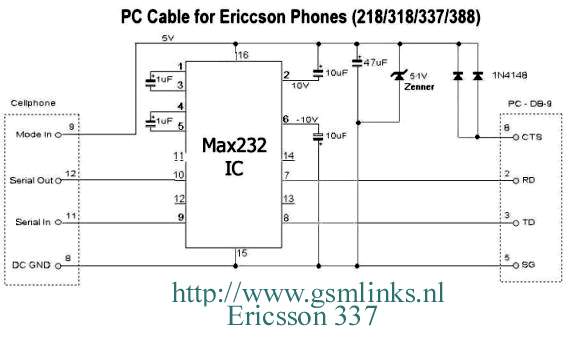 PC Cable for Ericcson Phones (218/318/337/388)
5V
16
1
1uF
3
2
10uF
10V
47uF
5·1V
Zenner
1N4148
Cellphone
PC - DB-9
4
1uF
5
6
-10V
10uF
Mode In
9
8
CTS
Max232
IC
11
14
Serial Out
12
10
7
2
RD
12
13
Serial In
11
9
8
3
TD
DC GND
8
15
5
SG
http://www.gsmlinks.nl
Ericsson 337